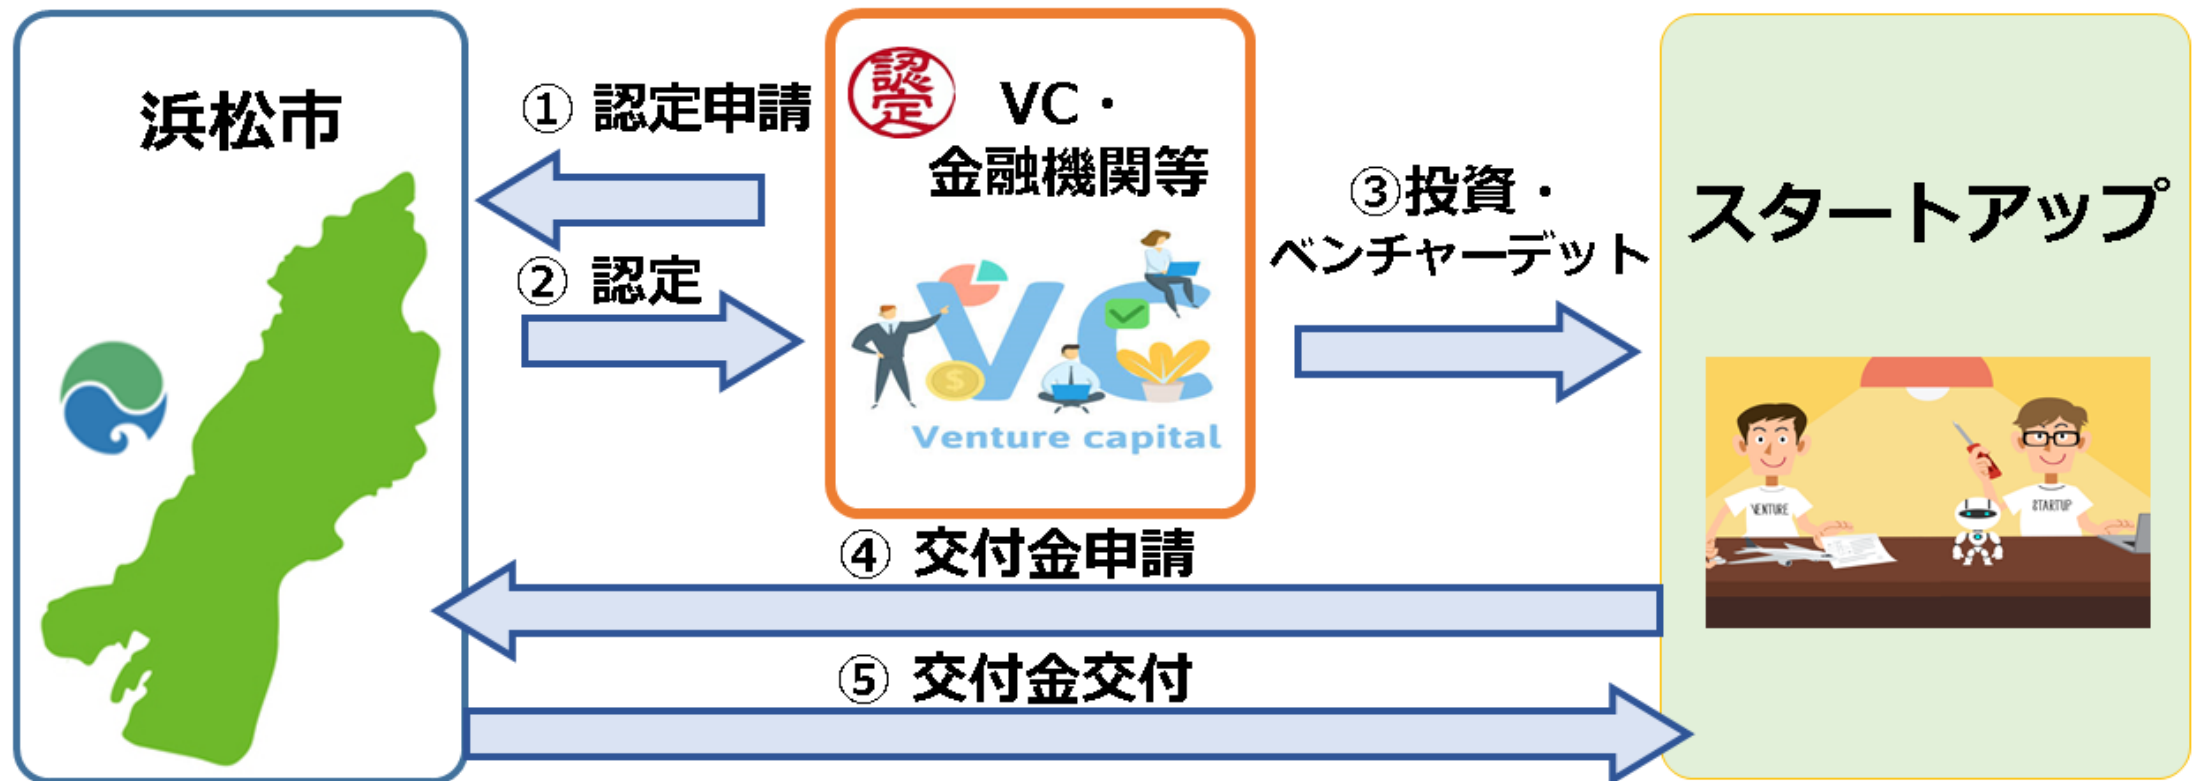 浜松市
① 認定申請
② 認定
認定
VC・
金融機関等
VC
Venture capital
③投資・
ベンチャーデット
スタートアップ
VENTURE
STARTUP
④ 交付金申請
⑤ 交付金交付